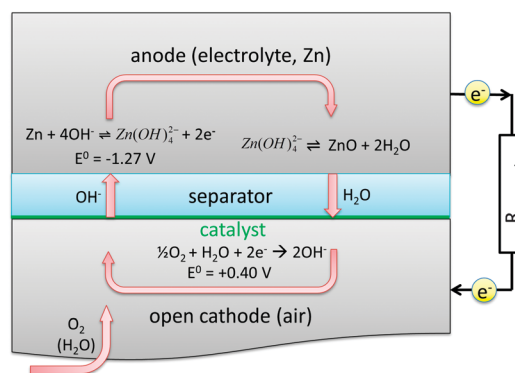 anode (electrolyte, Zn)
e⁻
Zn + 4OH⁻ ⇌ Zn(OH)₄²⁻ + 2e⁻
E⁰ = -1.27 V
Zn(OH)₄²⁻ ⇌ ZnO + 2H₂O
OH⁻
separator
H₂O
R
catalyst
½O₂ + H₂O + 2e⁻ → 2OH⁻
E⁰ = +0.40 V
e⁻
O₂
(H₂O)
open cathode (air)